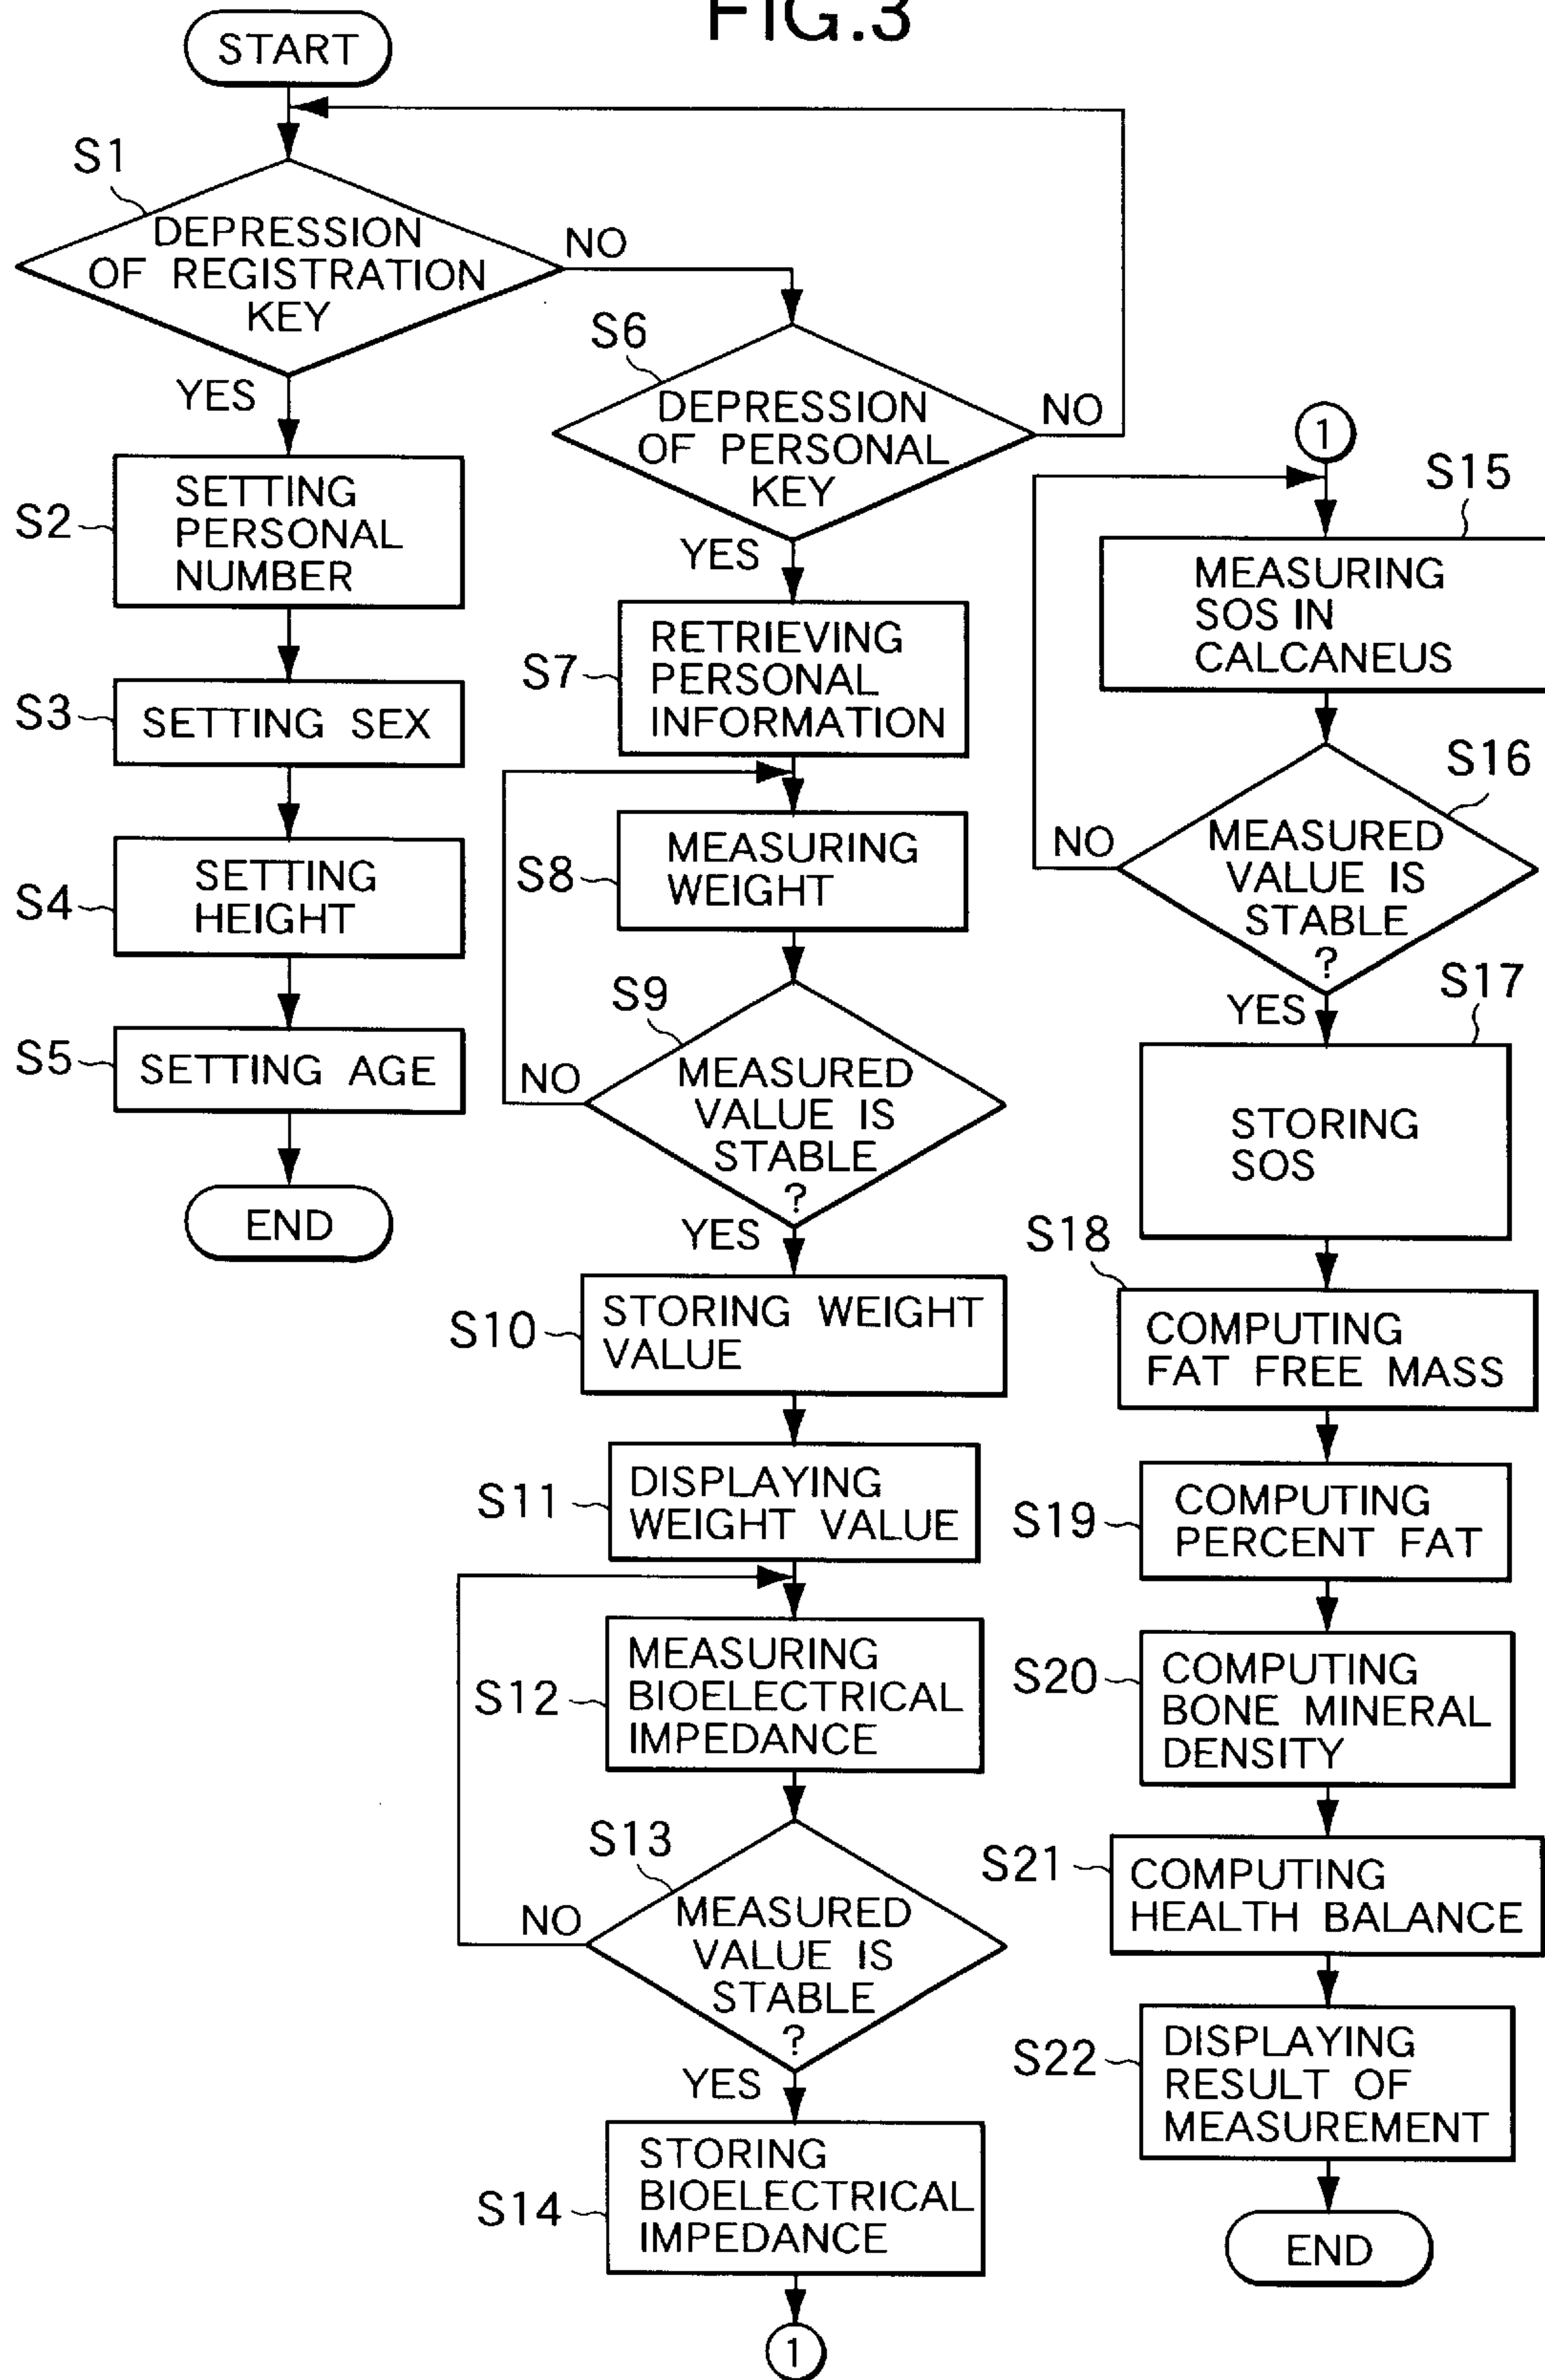 FIG.3
START
S1
DEPRESSION
OF REGISTRATION
KEY
NO
YES
S2
SETTING
PERSONAL
NUMBER
S3
SETTING SEX
S4
SETTING
HEIGHT
S5
SETTING AGE
END
S6
DEPRESSION
OF PERSONAL
KEY
NO
YES
S7
RETRIEVING
PERSONAL
INFORMATION
S8
MEASURING
WEIGHT
S9
MEASURED
VALUE IS
STABLE
?
NO
YES
S10
STORING WEIGHT
VALUE
S11
DISPLAYING
WEIGHT VALUE
S12
MEASURING
BIOELECTRICAL
IMPEDANCE
S13
MEASURED
VALUE IS
STABLE
?
NO
YES
S14
STORING
BIOELECTRICAL
IMPEDANCE
1
1
S15
MEASURING
SOS IN
CALCANEUS
S16
MEASURED
VALUE IS
STABLE
?
NO
YES
S17
STORING
SOS
S18
COMPUTING
FAT FREE MASS
S19
COMPUTING
PERCENT FAT
S20
COMPUTING
BONE MINERAL
DENSITY
S21
COMPUTING
HEALTH BALANCE
S22
DISPLAYING
RESULT OF
MEASUREMENT
END